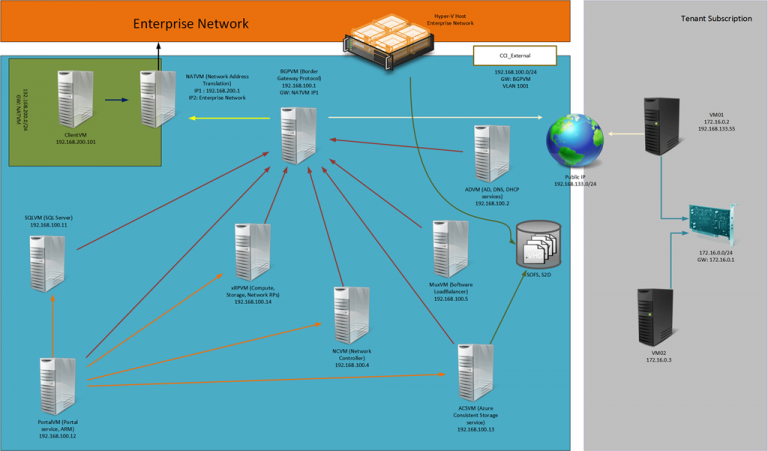 Enterprise Network
Hyper-V Host
Enterprise Network
Tenant Subscription
CCI_External
192.168.100.0/24
GW: BGPVM
VLAN 1001
192.168.200.2/24
GW: NATVM
ClientVM
192.168.200.101
NATVM (Network Address
Translation)
IP1 : 192.168.200.1
IP2: Enterprise Network
BGPVM (Border
Gateway Protocol)
192.168.100.1
GW: NATVM IP1
VM01
172.16.0.2
192.168.133.55
Public IP
192.168.133.0/24
ADVM (AD, DNS, DHCP
services)
192.168.100.2
SQLVM (SQL Server)
192.168.100.11
xRPVM (Compute,
Storage, Network RPs)
192.168.100.14
MuxVM (Software
LoadBalancer)
192.168.100.5
SOFS, S2D
172.16.0.0/24
GW: 172.16.0.1
NCVM (Network
Controller)
192.168.100.4
VM02
172.16.0.3
PortalVM (Portal
service, ARM)
192.168.100.12
ACSVM (Azure
Consistent Storage
service)
192.168.100.13